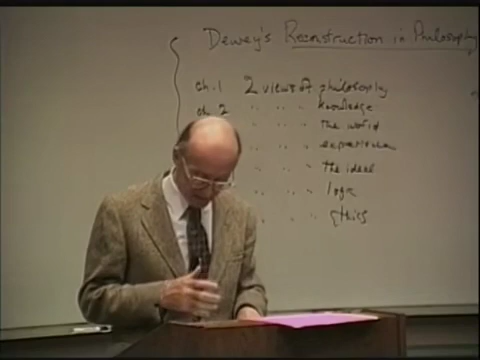 Dewey's Reconstruction in Philosophy
ch. 1 2 views of philosophy
ch. 2 " " " knowledge
" " " the world
" " " experience
" " the ideal
" " logic
" " ethics